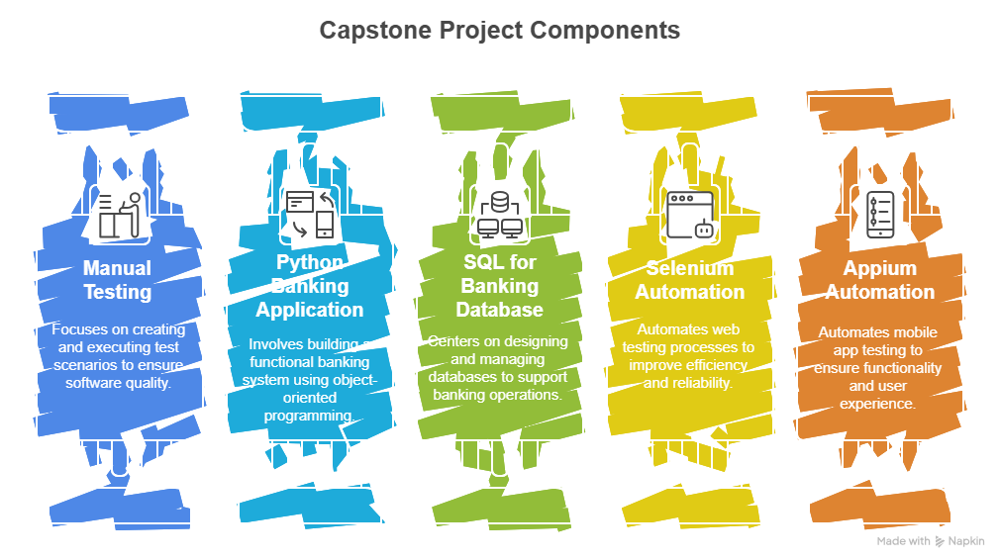 Capstone Project Components
Manual
Testing
Focuses on creating
and executing test
scenarios to ensure
software quality.
Python
Banking
Application
Involves building a
functional banking
system using object-
oriented
programming.
SQL for
Banking
Database
Centers on designing
and managing
databases to support
banking operations.
Selenium
Automation
Automates web
testing processes to
improve efficiency
and reliability.
Appium
Automation
Automates mobile
app testing to
ensure functionality
and user
experience.
Made with Napkin